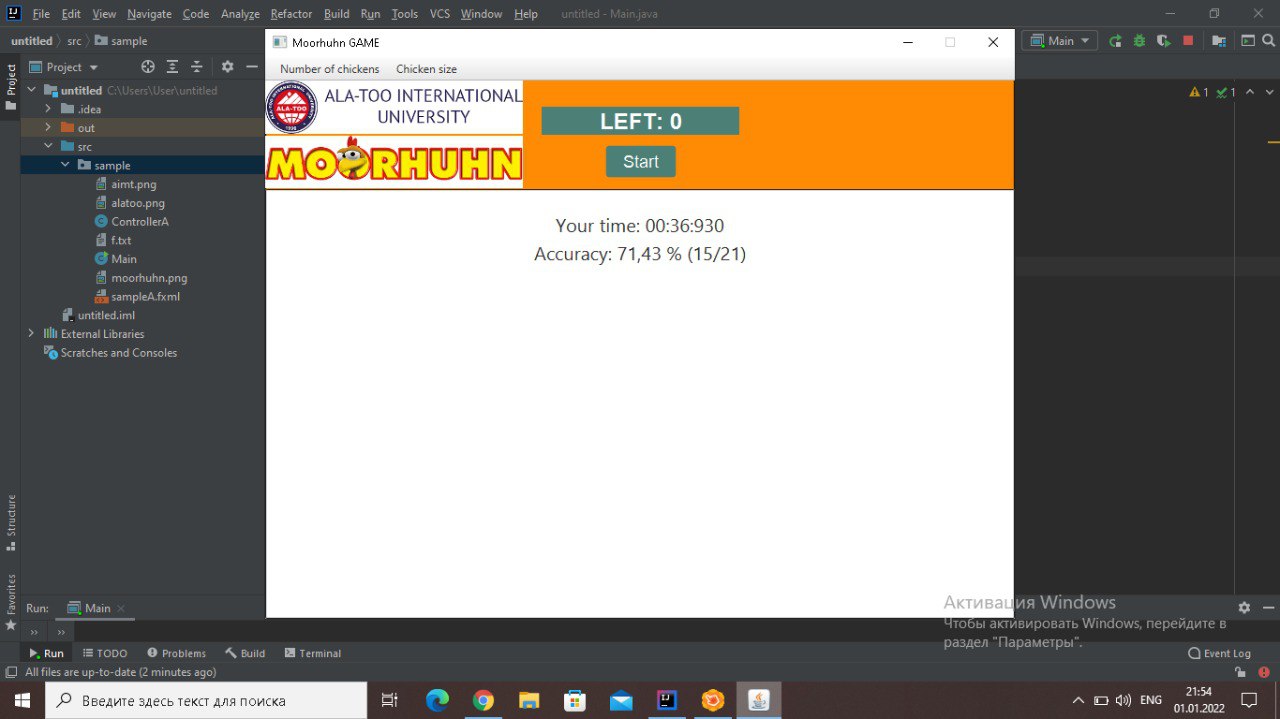 File Edit View Navigate Code Analyze Refactor Build Run Tools VCS Window Help untitled - Main.java
untitled src sample
Main
Moorhuhn GAME
Number of chickens Chicken size
ALA-TOO INTERNATIONAL
UNIVERSITY
ALA-TOO
MOORHUHN
LEFT: 0
Start
Your time: 00:36:930
Accuracy: 71,43 % (15/21)
Project
Project
untitled C:\Users\User\untitled
.idea
out
src
sample
aimt.png
alatoo.png
ControllerA
f.txt
Main
moorhuhn.png
sampleA.fxml
untitled.iml
External Libraries
Scratches and Consoles
1 1
Structure
Favorites
Run: Main
Активация Windows
Чтобы активировать Windows, перейдите в
раздел "Параметры".
Run TODO Problems Build Terminal Event Log
All files are up-to-date (2 minutes ago)
Введите здесь текст для поиска
ENG
21:54
01.01.2022